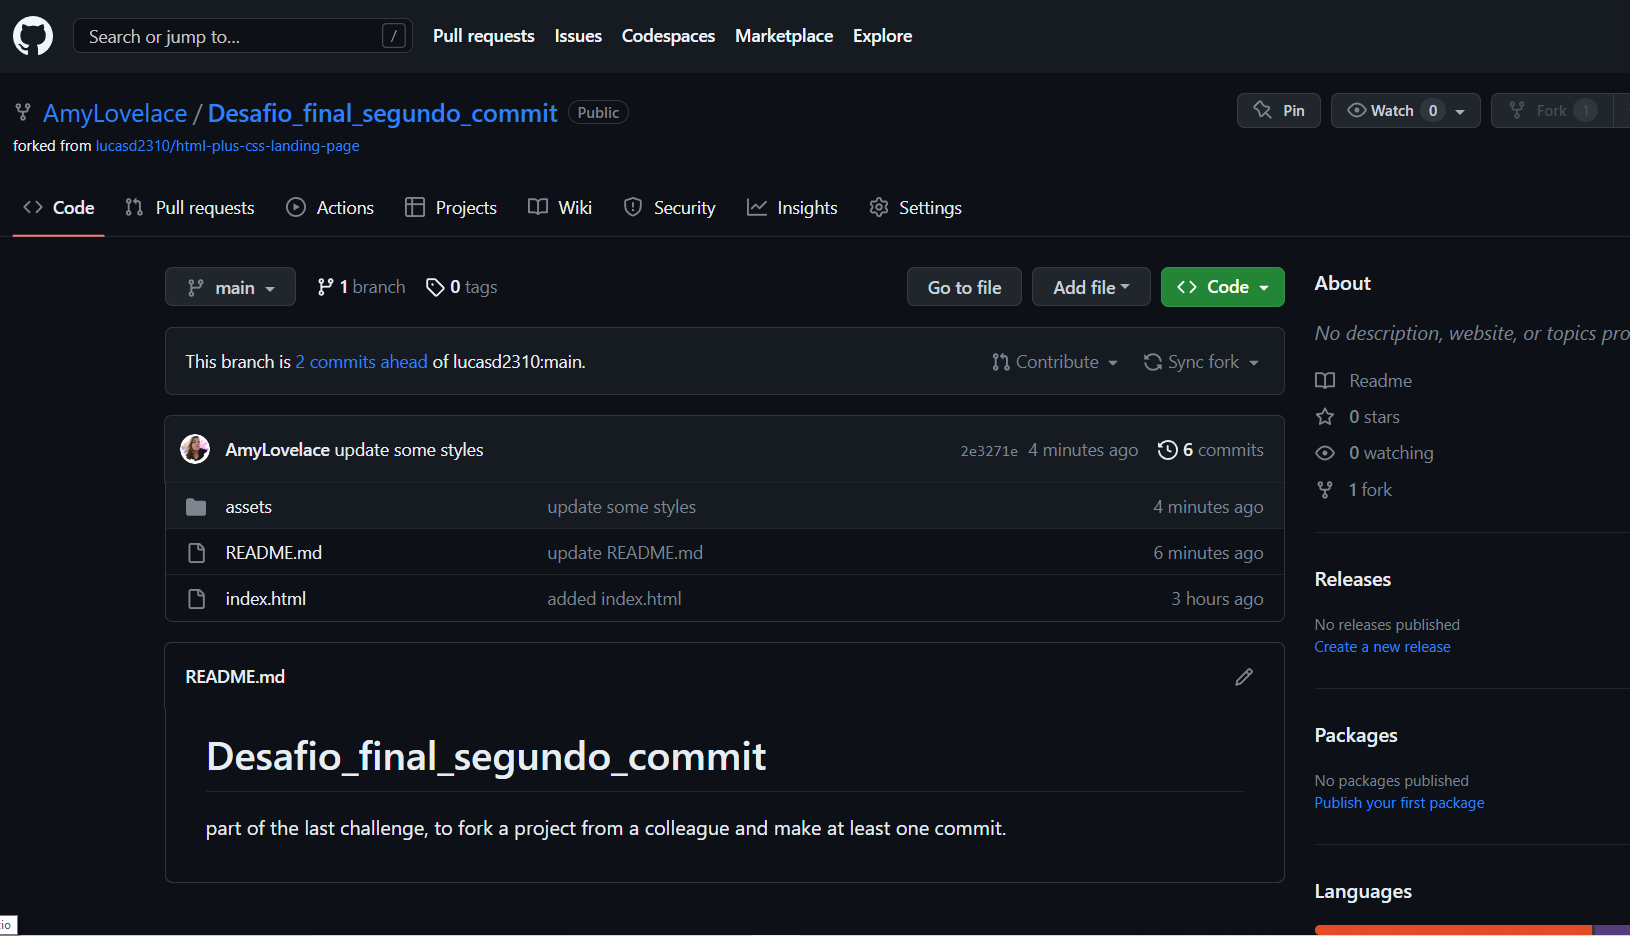 Search or jump to... /
Pull requests Issues Codespaces Marketplace Explore
AmyLovelace / Desafio_final_segundo_commit Public
Pin Watch 0 Fork 1
forked from lucasd2310/html-plus-css-landing-page
Code Pull requests Actions Projects Wiki Security Insights Settings
main 1 branch 0 tags Go to file Add file Code
This branch is 2 commits ahead of lucasd2310:main. Contribute Sync fork
AmyLovelace update some styles 2e3271e 4 minutes ago 6 commits
assets update some styles 4 minutes ago
README.md update README.md 6 minutes ago
index.html added index.html 3 hours ago
README.md
Desafio_final_segundo_commit
part of the last challenge, to fork a project from a colleague and make at least one commit.
About
No description, website, or topics pro
Readme
0 stars
0 watching
1 fork
Releases
No releases published
Create a new release
Packages
No packages published
Publish your first package
Languages